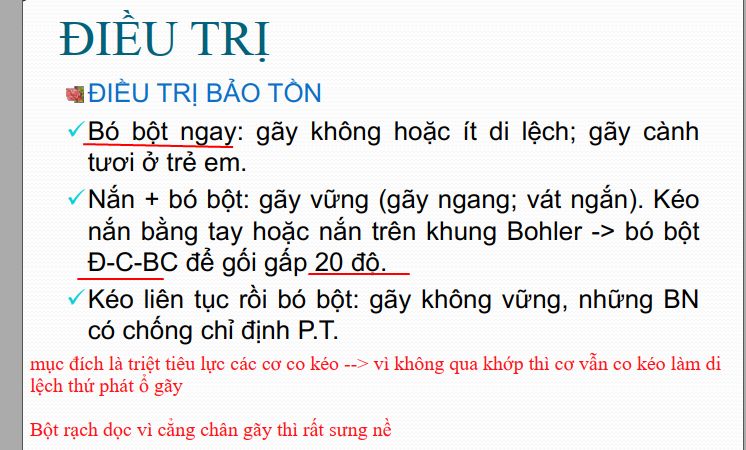 ĐIỀU TRỊ
ĐIỀU TRỊ BẢO TỒN
Bó bột ngay: gãy không hoặc ít di lệch; gãy cành
tươi ở trẻ em.
Nắn + bó bột: gãy vững (gãy ngang; vát ngắn). Kéo
nắn bằng tay hoặc nắn trên khung Bohler -> bó bột
Đ-C-BC để gối gấp 20 độ.
Kéo liên tục rồi bó bột: gãy không vững, những BN
có chống chỉ định P.T.
mục đích là triệt tiêu lực các cơ co kéo --> vì không qua khớp thì cơ vẫn co kéo làm di
lệch thứ phát ổ gãy
Bột rạch dọc vì cẳng chân gãy thì rất sưng nề